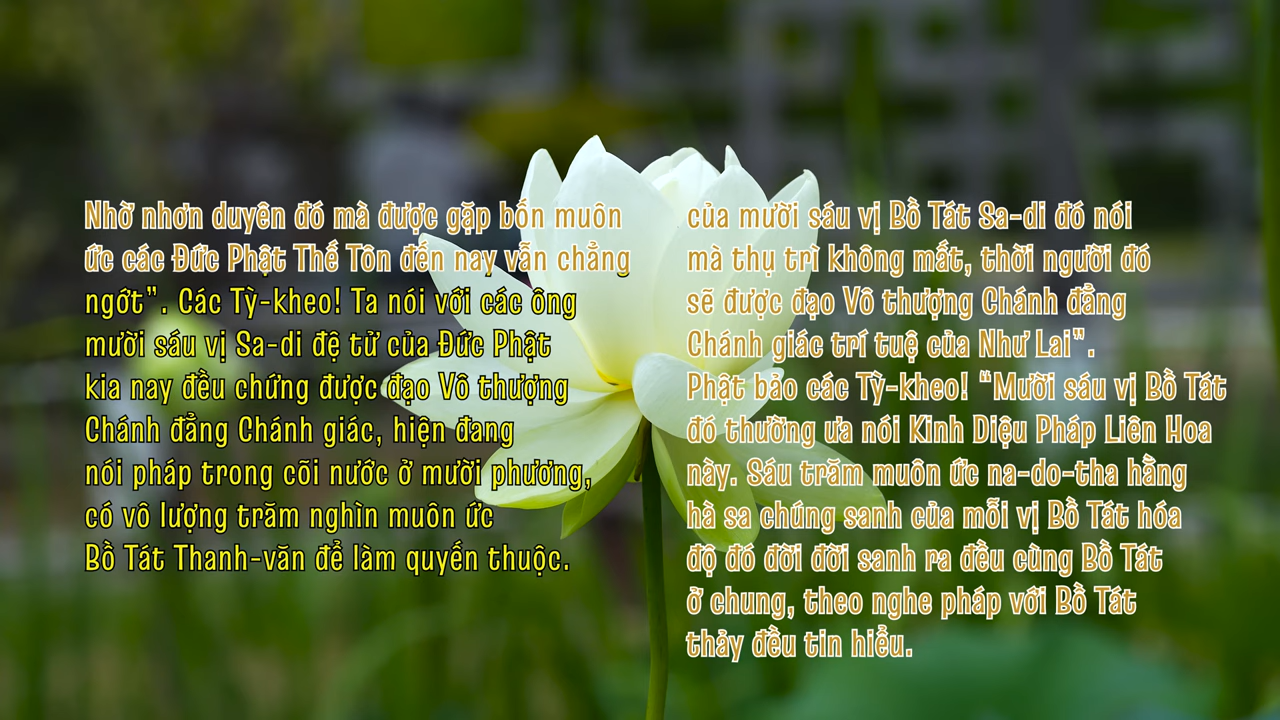 Nhờ nhơn duyên đó mà được gặp bốn muôn
ức các Đức Phật Thế Tôn đến nay vẫn chẳng
ngớt”. Các Tỳ-kheo! Ta nói với các ông
mười sáu vị Sa-di đệ tử của Đức Phật
kia nay đều chứng được đạo Vô thượng
Chánh đẳng Chánh giác, hiện đang
nói pháp trong cõi nước ở mười phương,
có vô lượng trăm nghìn muôn ức
Bồ Tát Thanh-văn để làm quyến thuộc.
của mười sáu vị Bồ Tát Sa-di đó nói
mà thụ trì không mất, thời người đó
sẽ được đạo Vô thượng Chánh đẳng
Chánh giác trí tuệ của Như Lai”.
Phật bảo các Tỳ-kheo! “Mười sáu vị Bồ Tát
đó thường ưa nói Kinh Diệu Pháp Liên Hoa
này. Sáu trăm muôn ức na-do-tha hằng
hà sa chúng sanh của mỗi vị Bồ Tát hóa
độ đó đời đời sanh ra đều cùng Bồ Tát
ở chung, theo nghe pháp với Bồ Tát
thảy đều tin hiểu.